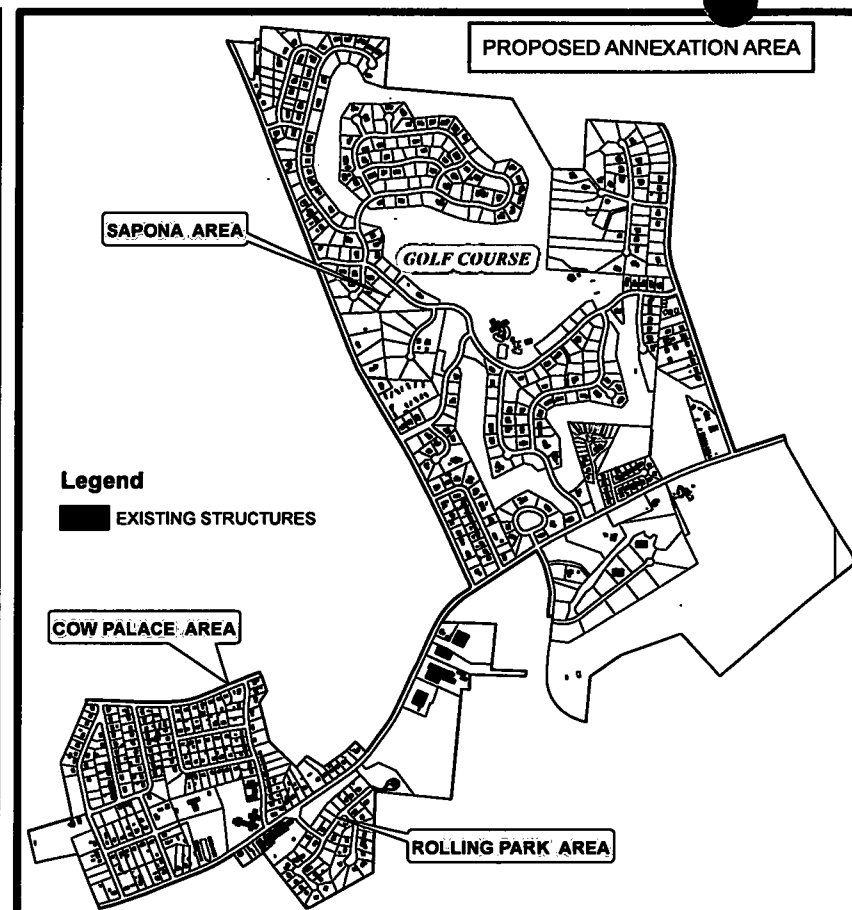 PROPOSED ANNEXATION AREA
SAPONA AREA
GOLF COURSE
Legend
EXISTING STRUCTURES
COW PALACE AREA
ROLLING PARK AREA